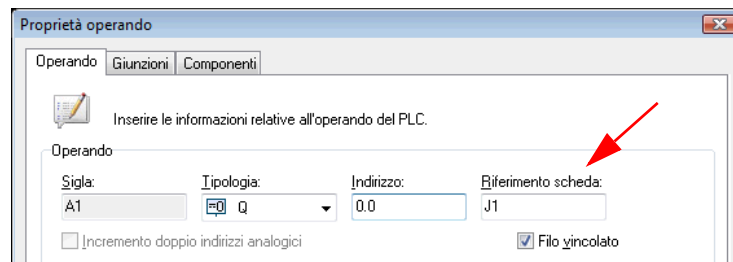 Proprietà operando
Operando Giunzioni Componenti
Inserire le informazioni relative all'operando del PLC.
Operando
Sigla: Tipologia: Indirizzo: Riferimento scheda:
A1 Q 0.0 J1
Incremento doppio indirizzi analogici Filo vincolato